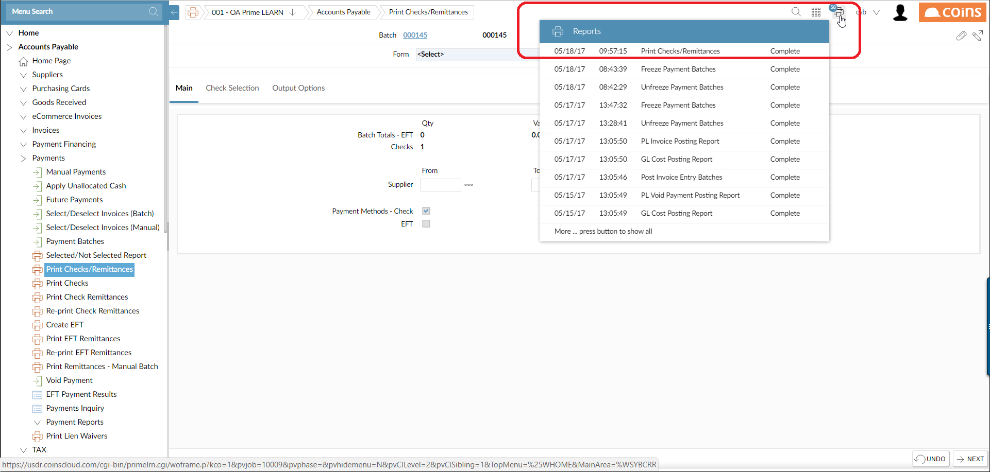 Menu Search
001 - QA Prime LEARN
Accounts Payable
Print Checks/Remittances
coins
Home
Accounts Payable
Home Page
Suppliers
Purchasing Cards
Goods Received
eCommerce Invoices
Invoices
Payment Financing
Payments
Manual Payments
Apply Unallocated Cash
Future Payments
Select/Deselect Invoices (Batch)
Select/Deselect Invoices (Manual)
Payment Batches
Selected/Not Selected Report
Print Checks/Remittances
Print Checks
Print Check Remittances
Re-print Check Remittances
Create EFT
Print EFT Remittances
Re-print EFT Remittances
Print Remittances - Manual Batch
Void Payment
EFT Payment Results
Payments Inquiry
Payment Reports
Print Lien Waivers
TAX
Batch 000145 000145
Form <Select>
Main Check Selection Output Options
Qty
Batch Totals - EFT 0 0.0
Checks 1
From
Supplier
Payment Methods - Check
EFT
Reports
05/18/17 09:57:15 Print Checks/Remittances Complete
05/18/17 08:43:39 Freeze Payment Batches Complete
05/18/17 08:42:29 Unfreeze Payment Batches Complete
05/17/17 13:47:32 Freeze Payment Batches Complete
05/17/17 13:28:41 Unfreeze Payment Batches Complete
05/17/17 13:05:50 PL Invoice Posting Report Complete
05/17/17 13:05:50 GL Cost Posting Report Complete
05/17/17 13:05:46 Post Invoice Entry Batches Complete
05/15/17 13:05:49 PL Void Payment Posting Report Complete
05/15/17 13:05:49 GL Cost Posting Report Complete
More ... press button to show all
UNDO
NEXT
https://usdr.coinscloud.com/cgi-bin/primelrn.cgi/woframe.p?kco=1&pvjob=10009&pvphase=&pvhidemenu=N&pvCILevel=2&pvCISibling=1&TopMenu=%25WHOME&MainArea=%WSYBCRR